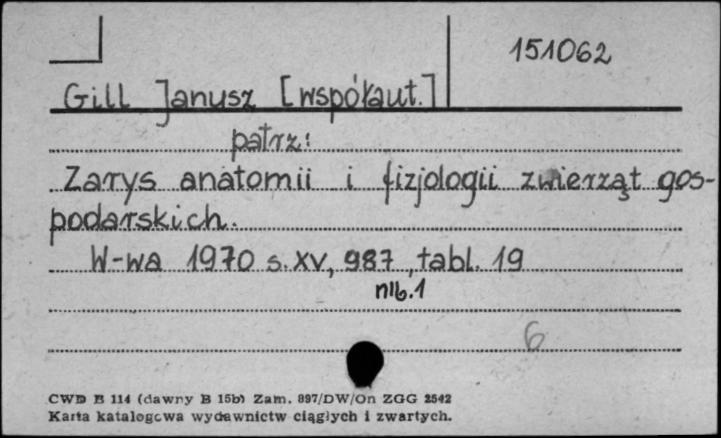 151062
Gill Janusz [współaut.]
patrz:
Zarys anatomii i fizjologii zwierząt gos-
podarskich.
W-wa 1970 s. XV, 987, tabl. 19
nlb. 1
6
CWD B 114 (dawny B 15b) Zam. 897/DW/On ZGG 2542
Karta katalogowa wydawnictw ciągłych i zwartych.